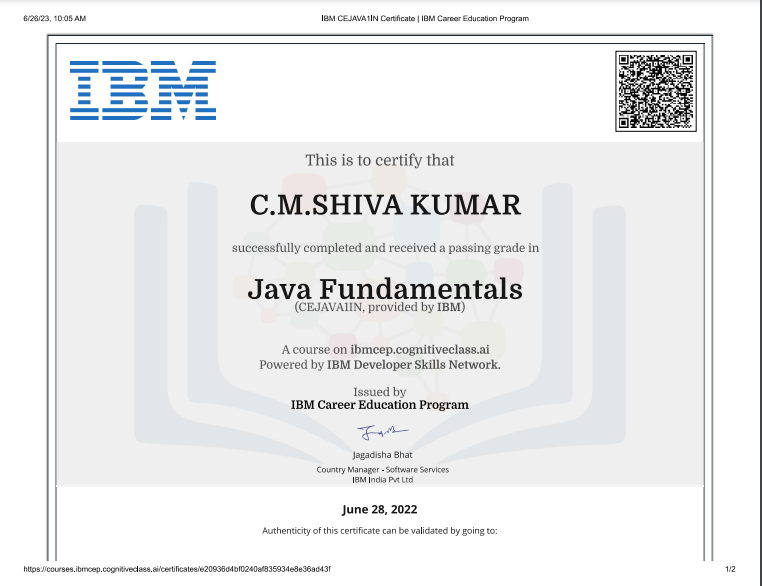 6/26/23, 10:05 AM
IBM CEJAVA1IN Certificate | IBM Career Education Program
IBM
This is to certify that
C.M.SHIVA KUMAR
successfully completed and received a passing grade in
Java Fundamentals
(CEJAVA1IN, provided by IBM)
A course on ibmcep.cognitiveclass.ai
Powered by IBM Developer Skills Network.
Issued by
IBM Career Education Program
Jagadisha Bhat
Country Manager - Software Services
IBM India Pvt Ltd
June 28, 2022
Authenticity of this certificate can be validated by going to:
https://courses.ibmcep.cognitiveclass.ai/certificates/e20936d4bf0240af835934e8e36ad43f
1/2